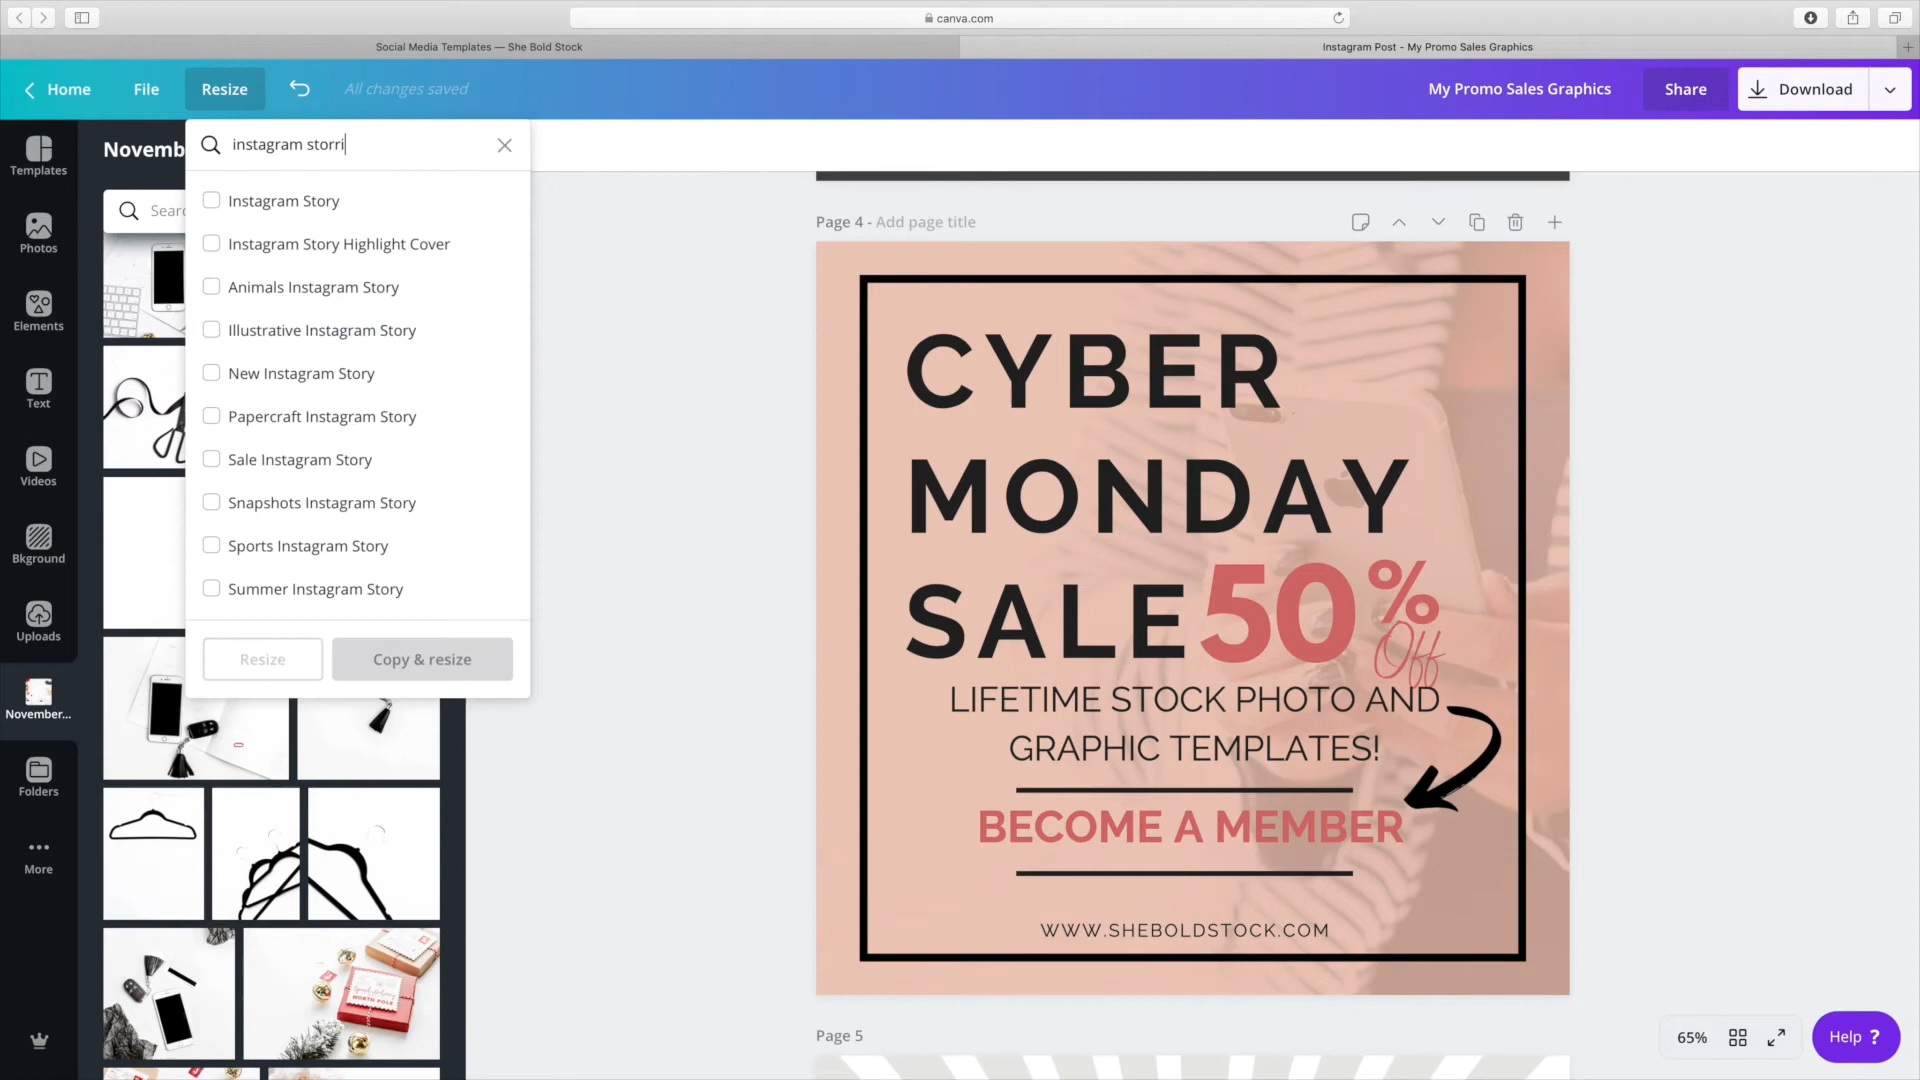 canva.com
Social Media Templates — She Bold Stock
Instagram Post - My Promo Sales Graphics
Home
File
Resize
All changes saved
My Promo Sales Graphics
Share
Download
Templates
Photos
Elements
Text
Videos
Bkground
Uploads
November...
Folders
More
Novemb
Searc
instagram storri
Instagram Story
Instagram Story Highlight Cover
Animals Instagram Story
Illustrative Instagram Story
New Instagram Story
Papercraft Instagram Story
Sale Instagram Story
Snapshots Instagram Story
Sports Instagram Story
Summer Instagram Story
Resize
Copy & resize
NORTH POLE
Page 4 - Add page title
CYBER
MONDAY
SALE 50% Off
LIFETIME STOCK PHOTO AND
GRAPHIC TEMPLATES!
BECOME A MEMBER
WWW.SHEBOLDSTOCK.COM
Page 5
65%
Help ?